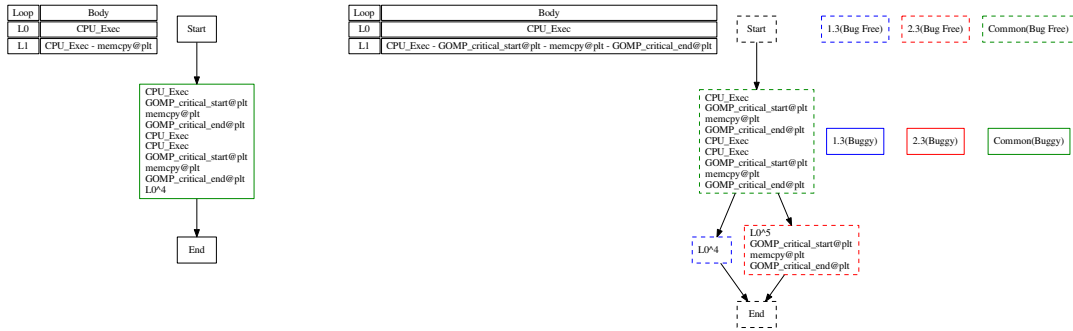 Loop Body
L0 CPU_Exec
L1 CPU_Exec - memcpy@plt
Start
CPU_Exec
GOMP_critical_start@plt
memcpy@plt
GOMP_critical_end@plt
CPU_Exec
CPU_Exec
GOMP_critical_start@plt
memcpy@plt
GOMP_critical_end@plt
L0^4
End
Loop Body
L0 CPU_Exec
L1 CPU_Exec - GOMP_critical_start@plt - memcpy@plt - GOMP_critical_end@plt
Start
1.3(Bug Free)
2.3(Bug Free)
Common(Bug Free)
CPU_Exec
GOMP_critical_start@plt
memcpy@plt
GOMP_critical_end@plt
CPU_Exec
CPU_Exec
GOMP_critical_start@plt
memcpy@plt
GOMP_critical_end@plt
1.3(Buggy)
2.3(Buggy)
Common(Buggy)
L0^4
L0^5
GOMP_critical_start@plt
memcpy@plt
GOMP_critical_end@plt
End